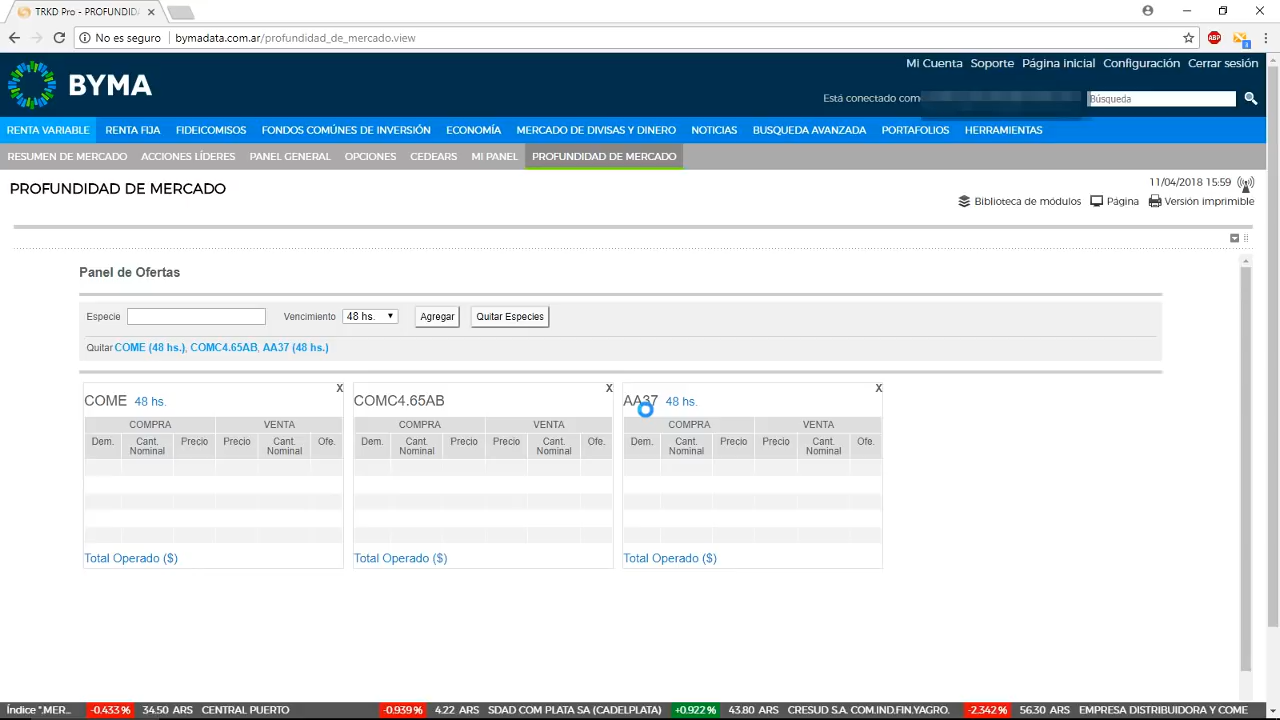 TRKD Pro - PROFUNDIDA
No es seguro | bymadata.com.ar/profundidad_de_mercado.view
ABP
BYMA
Mi Cuenta Soporte Página inicial Configuración Cerrar sesión
Está conectado com
Búsqueda
RENTA VARIABLE RENTA FIJA FIDEICOMISOS FONDOS COMÚNES DE INVERSIÓN ECONOMÍA MERCADO DE DIVISAS Y DINERO NOTICIAS BUSQUEDA AVANZADA PORTAFOLIOS HERRAMIENTAS
RESUMEN DE MERCADO ACCIONES LÍDERES PANEL GENERAL OPCIONES CEDEARS MI PANEL PROFUNDIDAD DE MERCADO
PROFUNDIDAD DE MERCADO
11/04/2018 15:59
Biblioteca de módulos Página Versión imprimible
Panel de Ofertas
Especie Vencimiento 48 hs. Agregar Quitar Especies
Quitar COME (48 hs.), COMC4.65AB, AA37 (48 hs.)
X X X
COME 48 hs. COMC4.65AB AA37 48 hs.
COMPRA VENTA COMPRA VENTA COMPRA VENTA
Dem. Cant. Nominal Precio Precio Cant. Nominal Ofe. Dem. Cant. Nominal Precio Precio Cant. Nominal Ofe. Dem. Cant. Nominal Precio Precio Cant. Nominal Ofe.
Total Operado ($) Total Operado ($) Total Operado ($)
Índice ".MER... -0.433% 34.50 ARS CENTRAL PUERTO -0.939% 4.22 ARS SDAD COM PLATA SA (CADELPLATA) +0.922% 43.80 ARS CRESUD S.A. COM.IND.FIN.YAGRO. -2.342% 56.30 ARS EMPRESA DISTRIBUIDORA Y COME